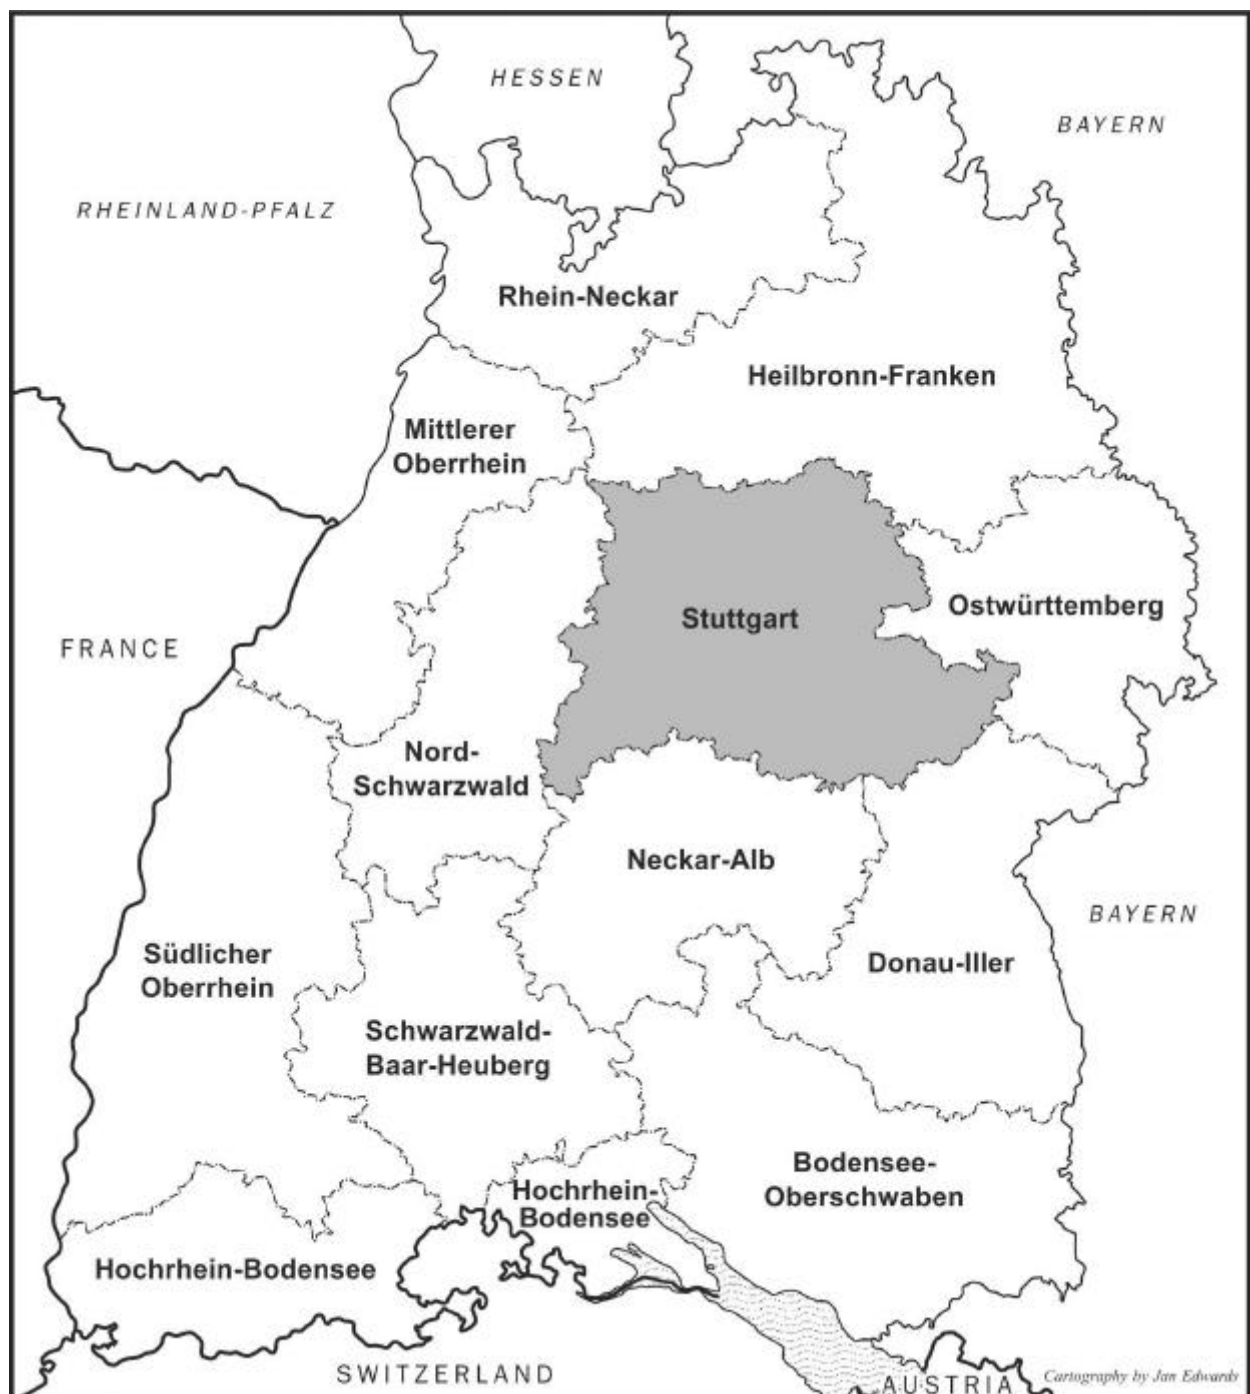 HESSEN
BAYERN
RHEINLAND-PFALZ
Rhein-Neckar
Heilbronn-Franken
Mittlerer
Oberrhein
Ostwürttemberg
Stuttgart
FRANCE
Nord-
Schwarzwald
Neckar-Alb
BAYERN
Südlicher
Oberrhein
Donau-Iller
Schwarzwald-
Baar-Heuberg
Bodensee-
Oberschwaben
Hochrhein-
Bodensee
Hochrhein-Bodensee
SWITZERLAND
AUSTRIA
Cartography by Jan Edwards